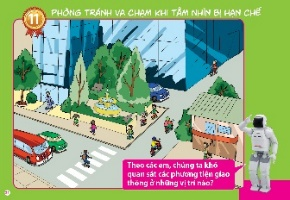 11
PHÒNG TRÁNH VA CHẠM KHI TẦM NHÌN BỊ HẠN CHẾ
Theo các em, chúng ta khó
quan sát các phương tiện giao
thông ở những vị trí nào?